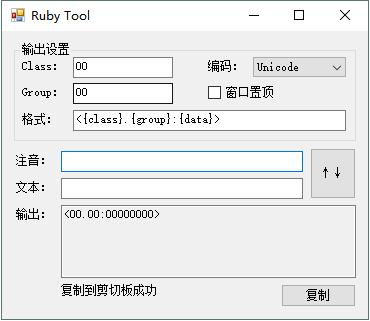 Ruby Tool
输出设置
Class: 00 编码: Unicode
Group: 00 窗口置顶
格式: <{class}.{group}:{data}>
注音:
↑↓
文本:
输出: <00.00:00000000>
复制到剪切板成功
复制